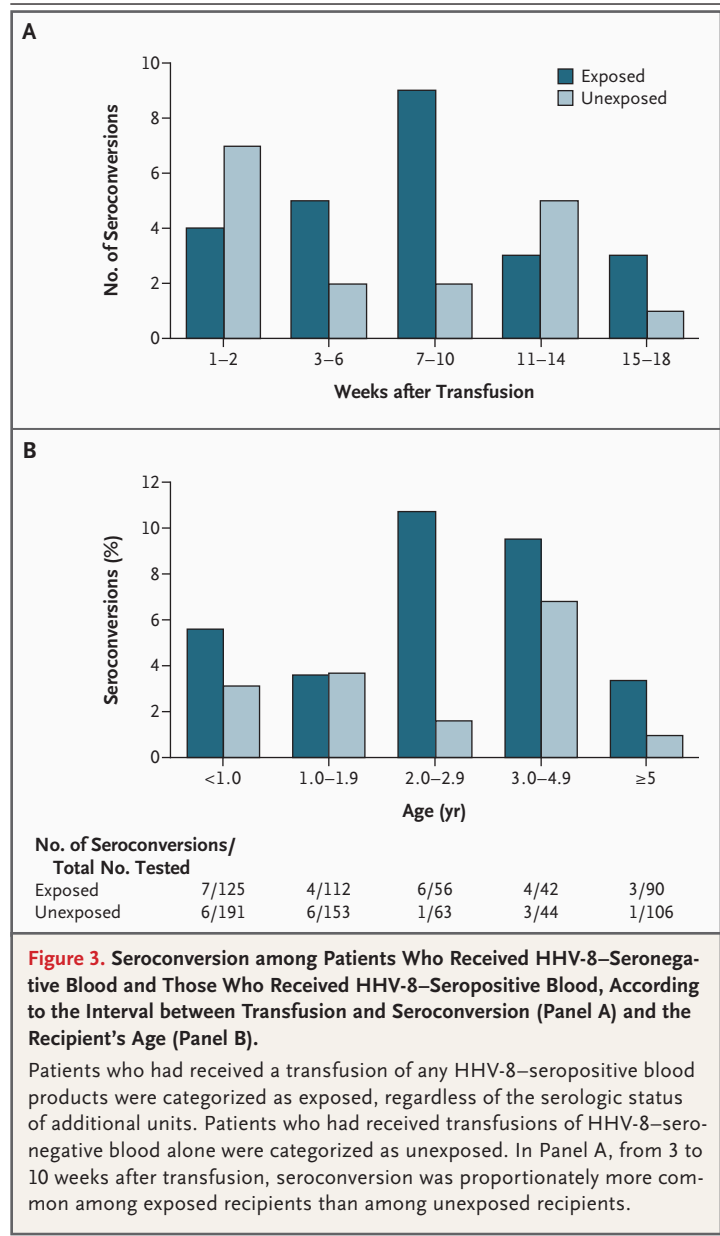 A
10
8
6
4
2
0
No. of Seroconversions
Exposed
Unexposed
1–2 3–6 7–10 11–14 15–18
Weeks after Transfusion
B
12
10
8
6
4
2
0
Seroconversions (%)
<1.0 1.0–1.9 2.0–2.9 3.0–4.9 ≥5
Age (yr)
No. of Seroconversions/
Total No. Tested
Exposed 7/125 4/112 6/56 4/42 3/90
Unexposed 6/191 6/153 1/63 3/44 1/106
Figure 3. Seroconversion among Patients Who Received HHV-8–Seronega-
tive Blood and Those Who Received HHV-8–Seropositive Blood, According
to the Interval between Transfusion and Seroconversion (Panel A) and the
Recipient's Age (Panel B).
Patients who had received a transfusion of any HHV-8–seropositive blood
products were categorized as exposed, regardless of the serologic status
of additional units. Patients who had received transfusions of HHV-8–sero-
negative blood alone were categorized as unexposed. In Panel A, from 3 to
10 weeks after transfusion, seroconversion was proportionately more com-
mon among exposed recipients than among unexposed recipients.